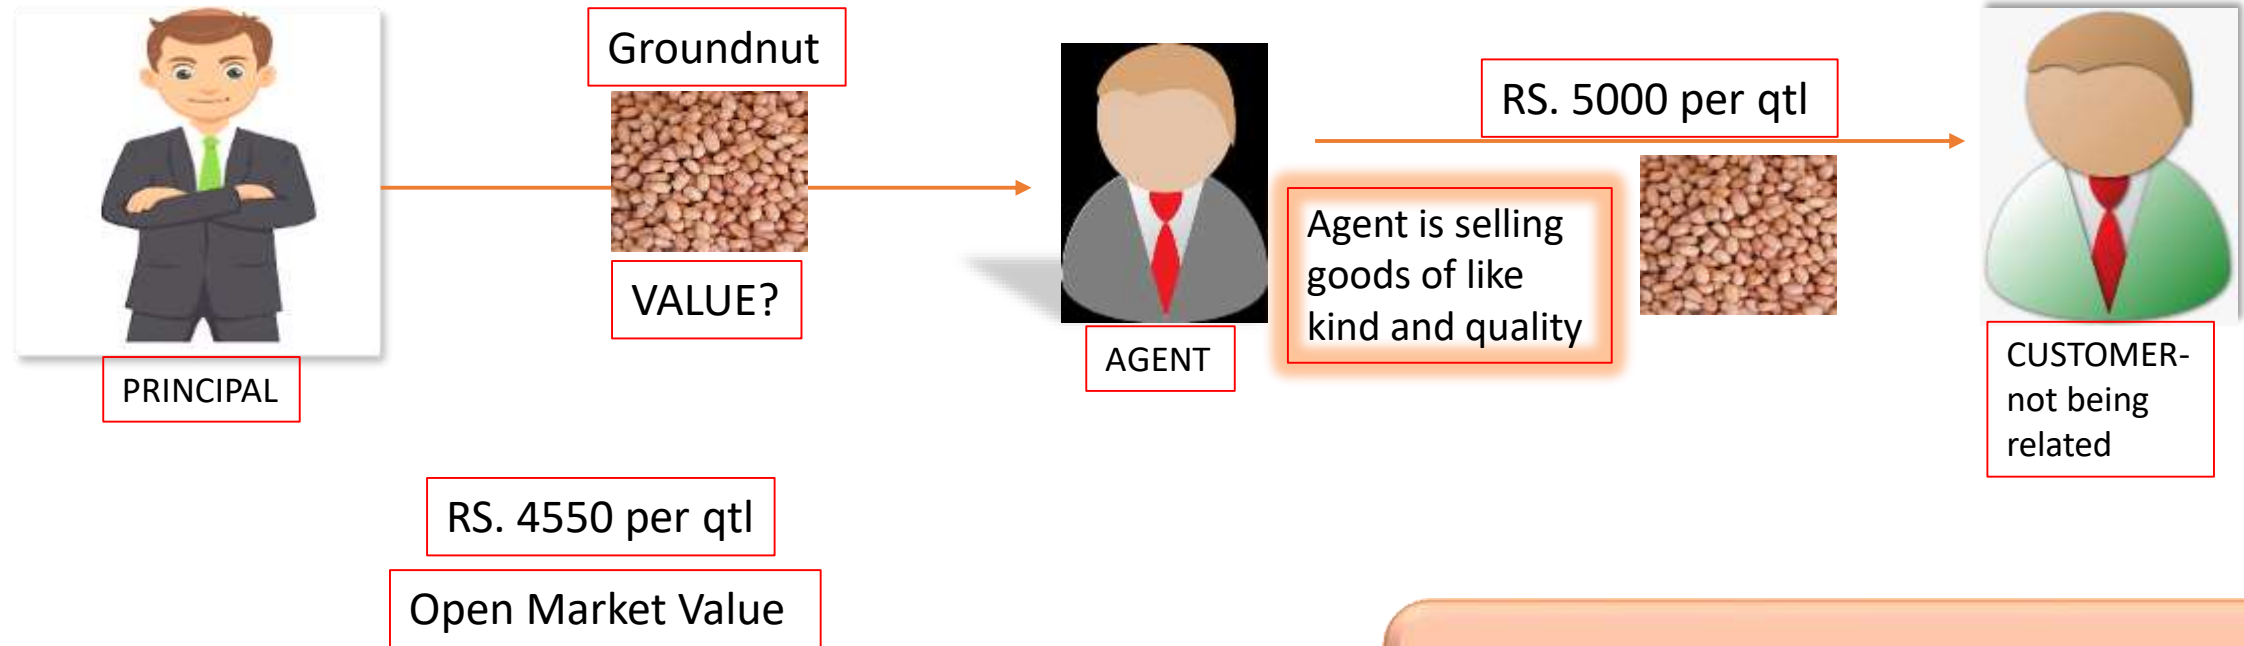 Groundnut
VALUE?
PRINCIPAL
AGENT
RS. 5000 per qtl
Agent is selling
goods of like
kind and quality
CUSTOMER-
not being
related
RS. 4550 per qtl
Open Market Value